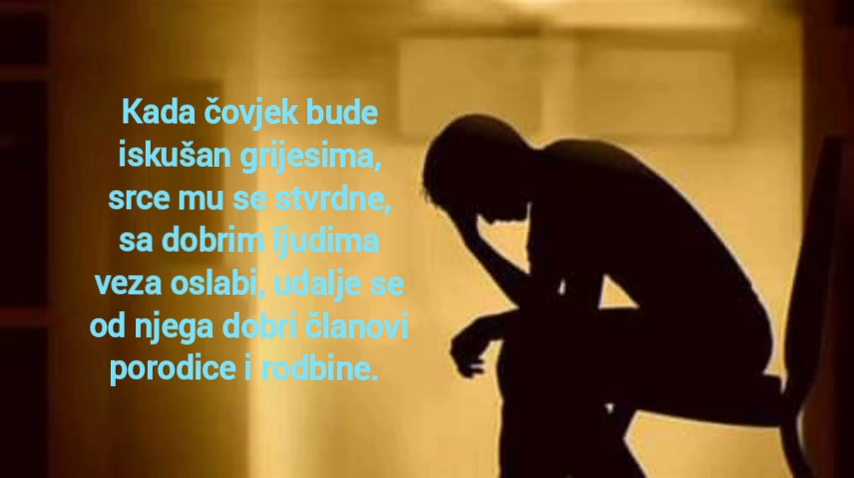 Kada čovjek bude
iskušan grijesima,
srce mu se stvrdne,
sa dobrim ljudima
veza oslabi, udalje se
od njega dobri članovi
porodice i rodbine.